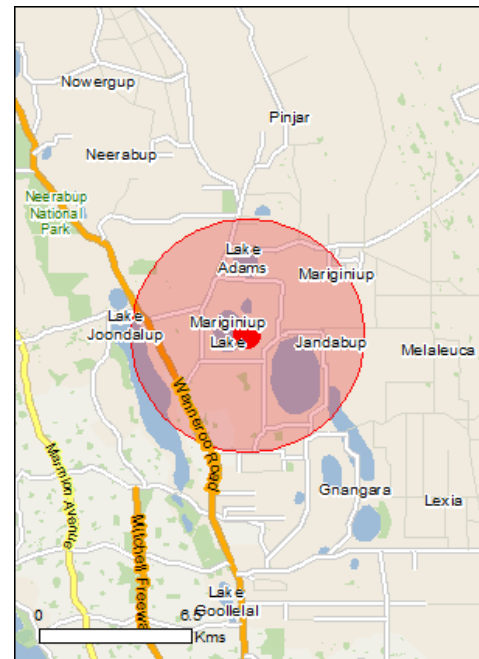 Nowergup
Pinjar
Neerabup
Neerabup
National
Park
Lake
Adams
Mariginiup
Lake
Joondalup
Mariginiup
Lake
Jandabup
Melaleuca
Wanneroo Road
Marmion Avenue
Mitchell Freewa
Gnangara
Lexia
Lake
Goollelal
0
6.5
Kms